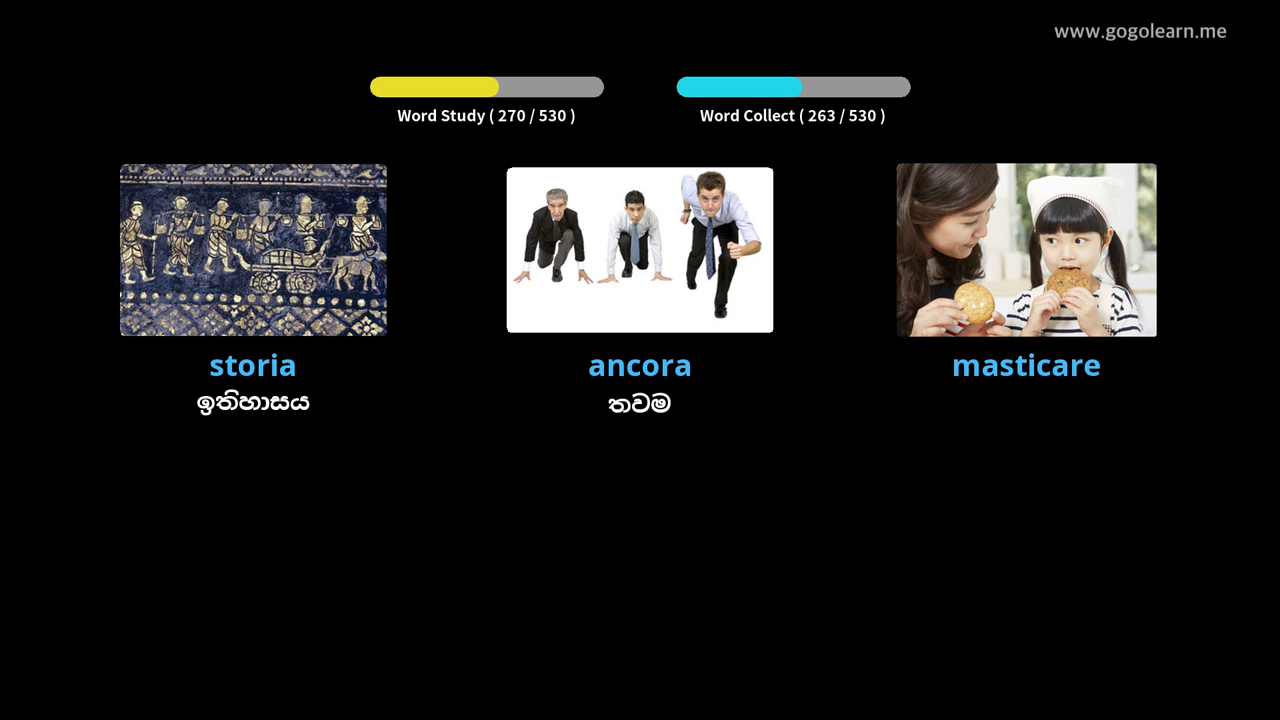 www.gogolearn.me
Word Study ( 270 / 530 )
Word Collect ( 263 / 530 )
storia
ඉතිහාසය
ancora
තවම
masticare